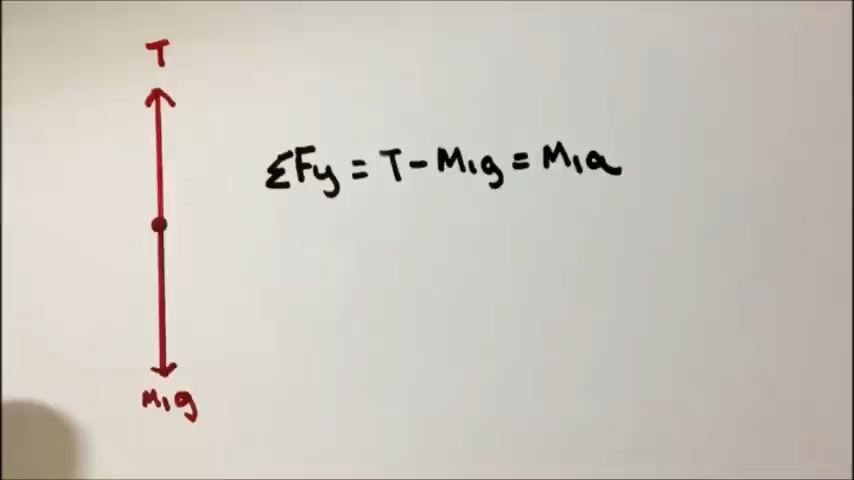 T
ΣFy = T - M₁g = M₁a
M₁g